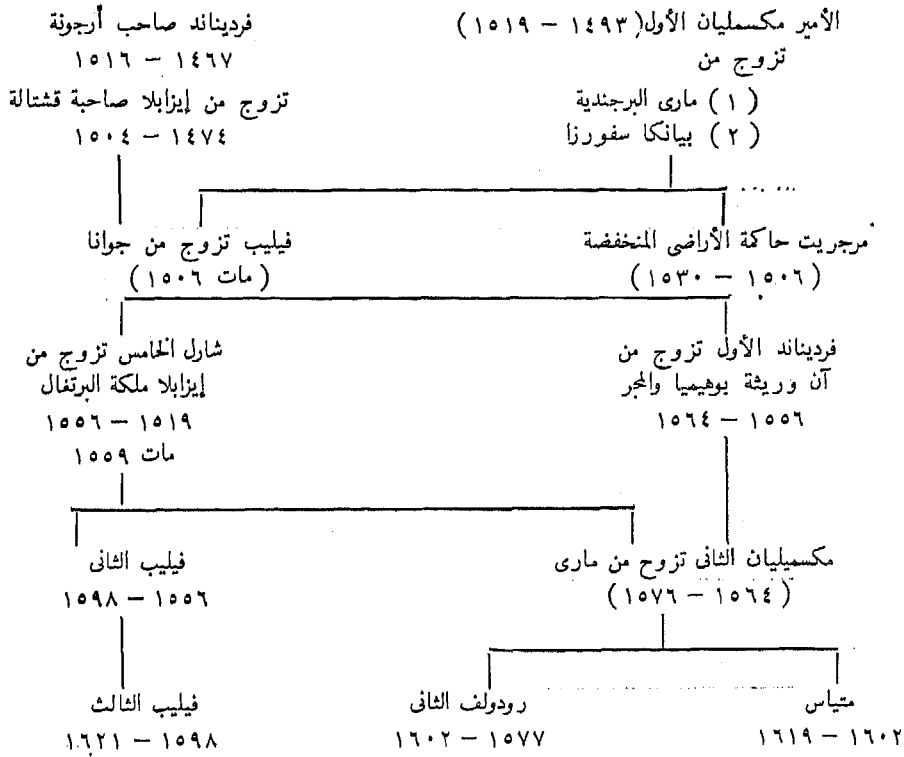 الأمير مكسمليان الأول (١٤٩٣ – ١٥١٩)
تزوج من
(١) مارى البرجندية
(٢) بيانكا سفورزا
فرديناند صاحب أرجونة
١٤٦٧ – ١٥١٦
تزوج من إيزابلا صاحبة قشتالة
١٤٧٤ – ١٥٠٤
مرجريت حاكمة الأراضى المنخفضة
(١٥٠٦ – ١٥٣٠)
فيليب تزوج من جوانا
(مات ١٥٠٦)
فرديناند الأول تزوج من
آن وريثة بوهيميا والمجر
١٥٥٦ – ١٥٦٤
شارل الخامس تزوج من
إيزابلا ملكة البرتغال
١٥١٩ – ١٥٥٦
مات ١٥٥٩
مكسميليان الثانى تزوج من مارى
(١٥٦٤ – ١٥٧٦)
فيليب الثانى
١٥٥٦ – ١٥٩٨
متياس
١٦٠٢ – ١٦١٩
رودولف الثانى
١٥٧٧ – ١٦٠٢
فيليب الثالث
١٥٩٨ – ١٦٢١